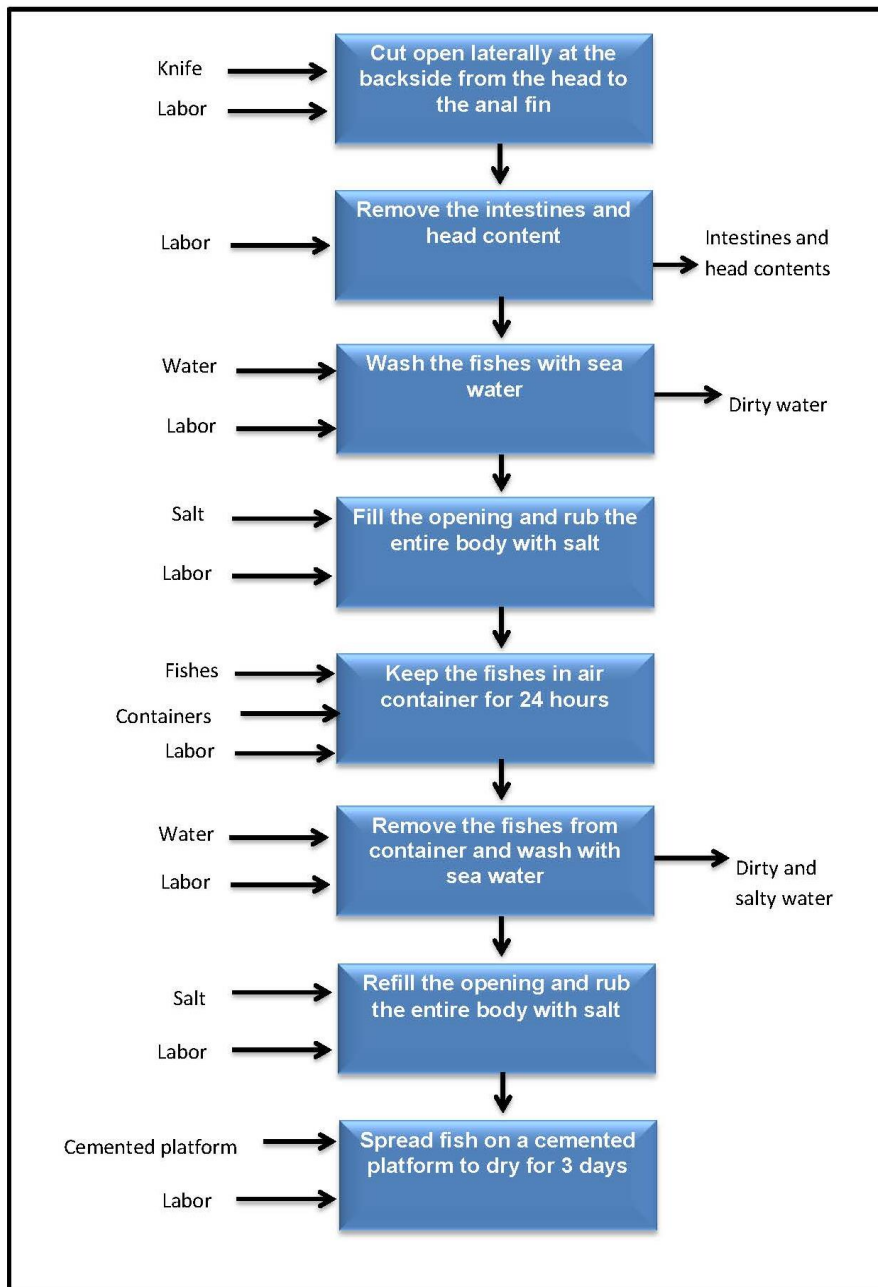 Knife
Labor
Cut open laterally at the
backside from the head to
the anal fin
Labor
Remove the intestines and
head content
Intestines and
head contents
Water
Labor
Wash the fishes with sea
water
Dirty water
Salt
Labor
Fill the opening and rub the
entire body with salt
Fishes
Containers
Labor
Keep the fishes in air
container for 24 hours
Water
Labor
Remove the fishes from
container and wash with
sea water
Dirty and
salty water
Salt
Labor
Refill the opening and rub
the entire body with salt
Cemented platform
Labor
Spread fish on a cemented
platform to dry for 3 days